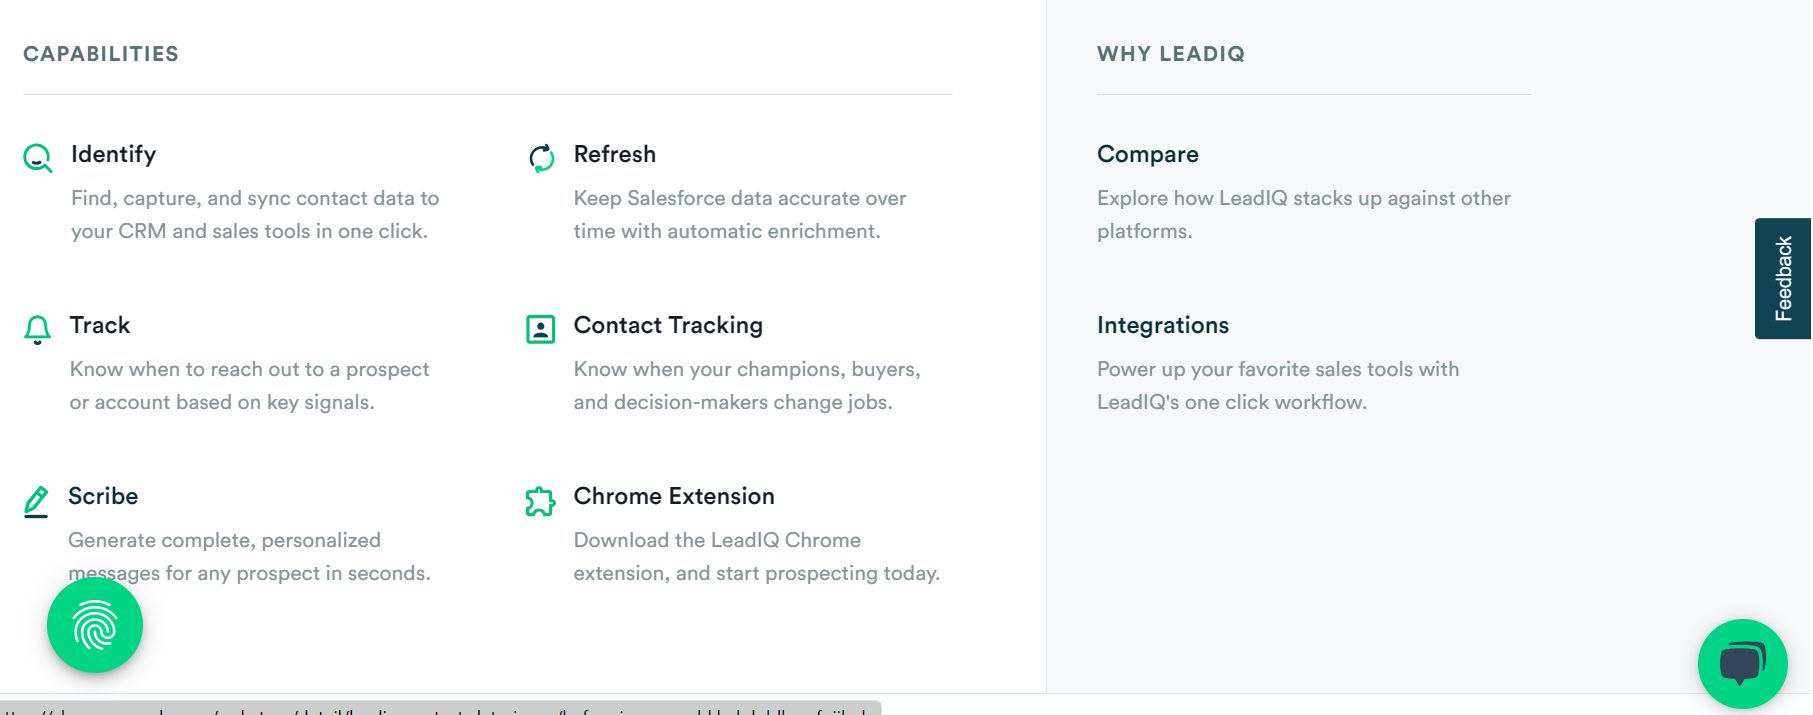 CAPABILITIES
Identify
Find, capture, and sync contact data to
your CRM and sales tools in one click.
Refresh
Keep Salesforce data accurate over
time with automatic enrichment.
Track
Know when to reach out to a prospect
or account based on key signals.
Contact Tracking
Know when your champions, buyers,
and decision-makers change jobs.
Scribe
Generate complete, personalized
messages for any prospect in seconds.
Chrome Extension
Download the LeadIQ Chrome
extension, and start prospecting today.
WHY LEADIQ
Compare
Explore how LeadIQ stacks up against other
platforms.
Integrations
Power up your favorite sales tools with
LeadIQ's one click workflow.
Feedback